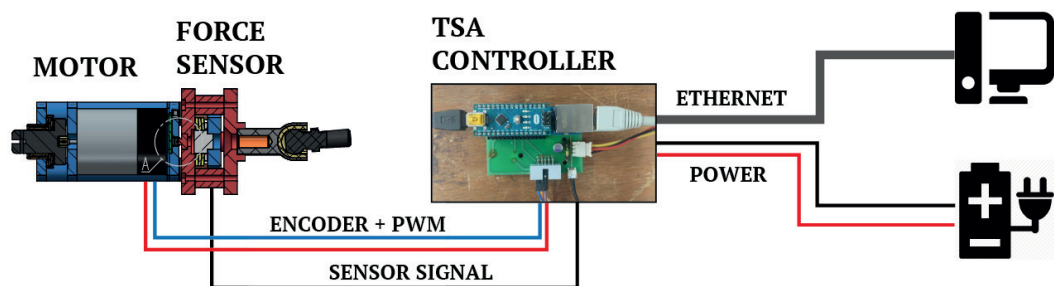 MOTOR
FORCE
SENSOR
TSA
CONTROLLER
ETHERNET
POWER
A
ENCODER + PWM
SENSOR SIGNAL